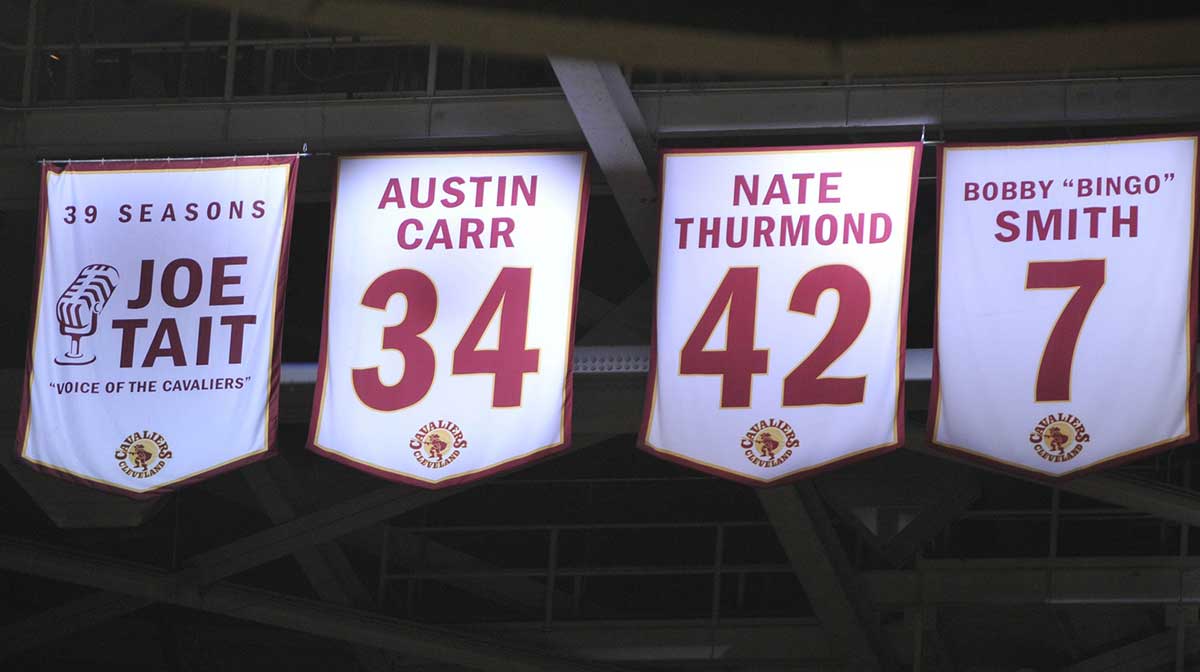 39 SEASONS
JOE
TAIT
"VOICE OF THE CAVALIERS"
CAVALIERS
CLEVELAND
AUSTIN
CARR
34
CAVALIERS
CLEVELAND
NATE
THURMOND
42
CAVALIERS
CLEVELAND
BOBBY "BINGO"
SMITH
7
CAVALIERS
CLEVELAND